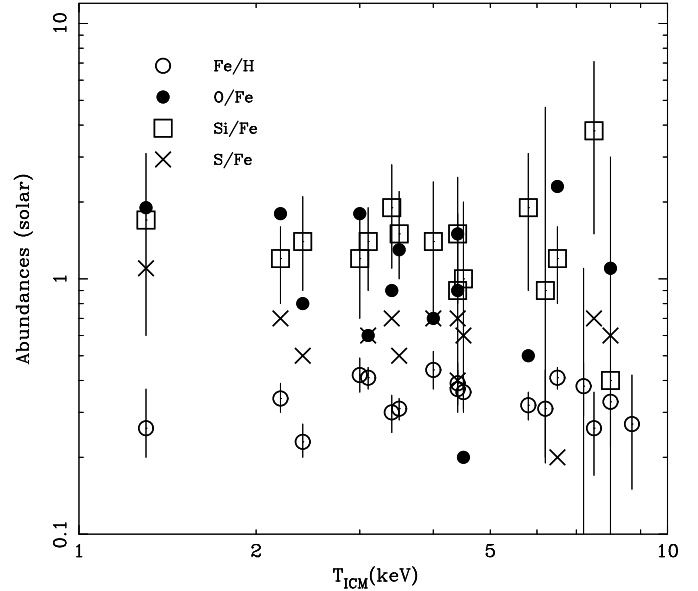 10
Fe/H
O/Fe
Si/Fe
S/Fe
Abundances (solar)
1
0.1
1 2 5 10
T_ICM(keV)